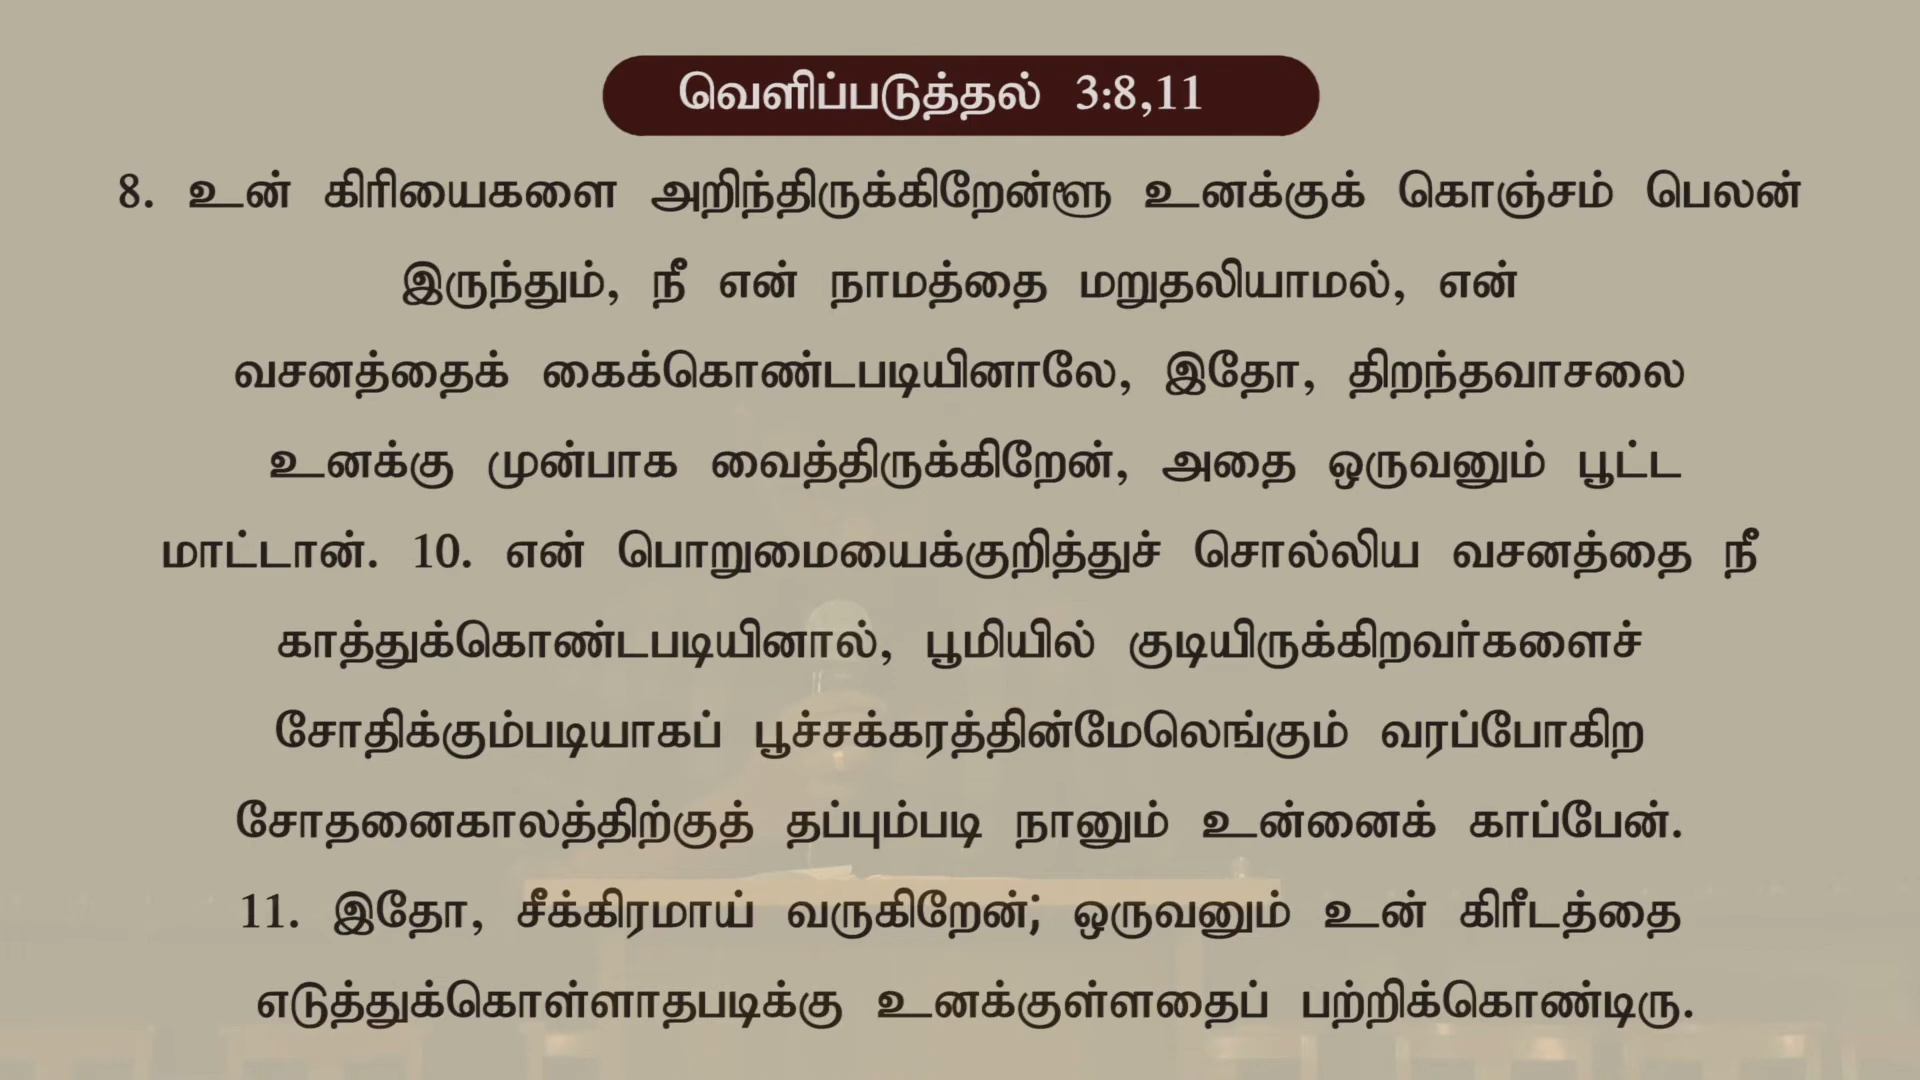 வெளிப்படுத்தல் 3:8,11
8. உன் கிரியைகளை அறிந்திருக்கிறேன்ளூ உனக்குக் கொஞ்சம் பெலன்
இருந்தும், நீ என் நாமத்தை மறுதலியாமல், என்
வசனத்தைக் கைக்கொண்டபடியினாலே, இதோ, திறந்தவாசலை
உனக்கு முன்பாக வைத்திருக்கிறேன், அதை ஒருவனும் பூட்ட
மாட்டான். 10. என் பொறுமையைக்குறித்துச் சொல்லிய வசனத்தை நீ
காத்துக்கொண்டபடியினால், பூமியில் குடியிருக்கிறவர்களைச்
சோதிக்கும்படியாகப் பூச்சக்கரத்தின்மேலெங்கும் வரப்போகிற
சோதனைகாலத்திற்குத் தப்பும்படி நானும் உன்னைக் காப்பேன்.
11. இதோ, சீக்கிரமாய் வருகிறேன்; ஒருவனும் உன் கிரீடத்தை
எடுத்துக்கொள்ளாதபடிக்கு உனக்குள்ளதைப் பற்றிக்கொண்டிரு.